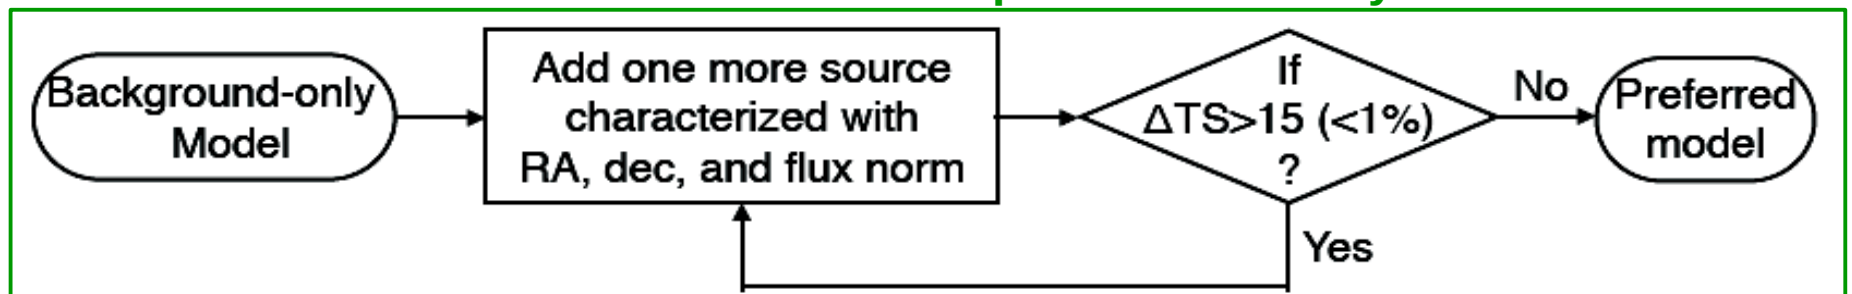 Background-only
Model
Add one more source
characterized with
RA, dec, and flux norm
If
ΔTS>15 (<1%)
?
No
Preferred
model
Yes